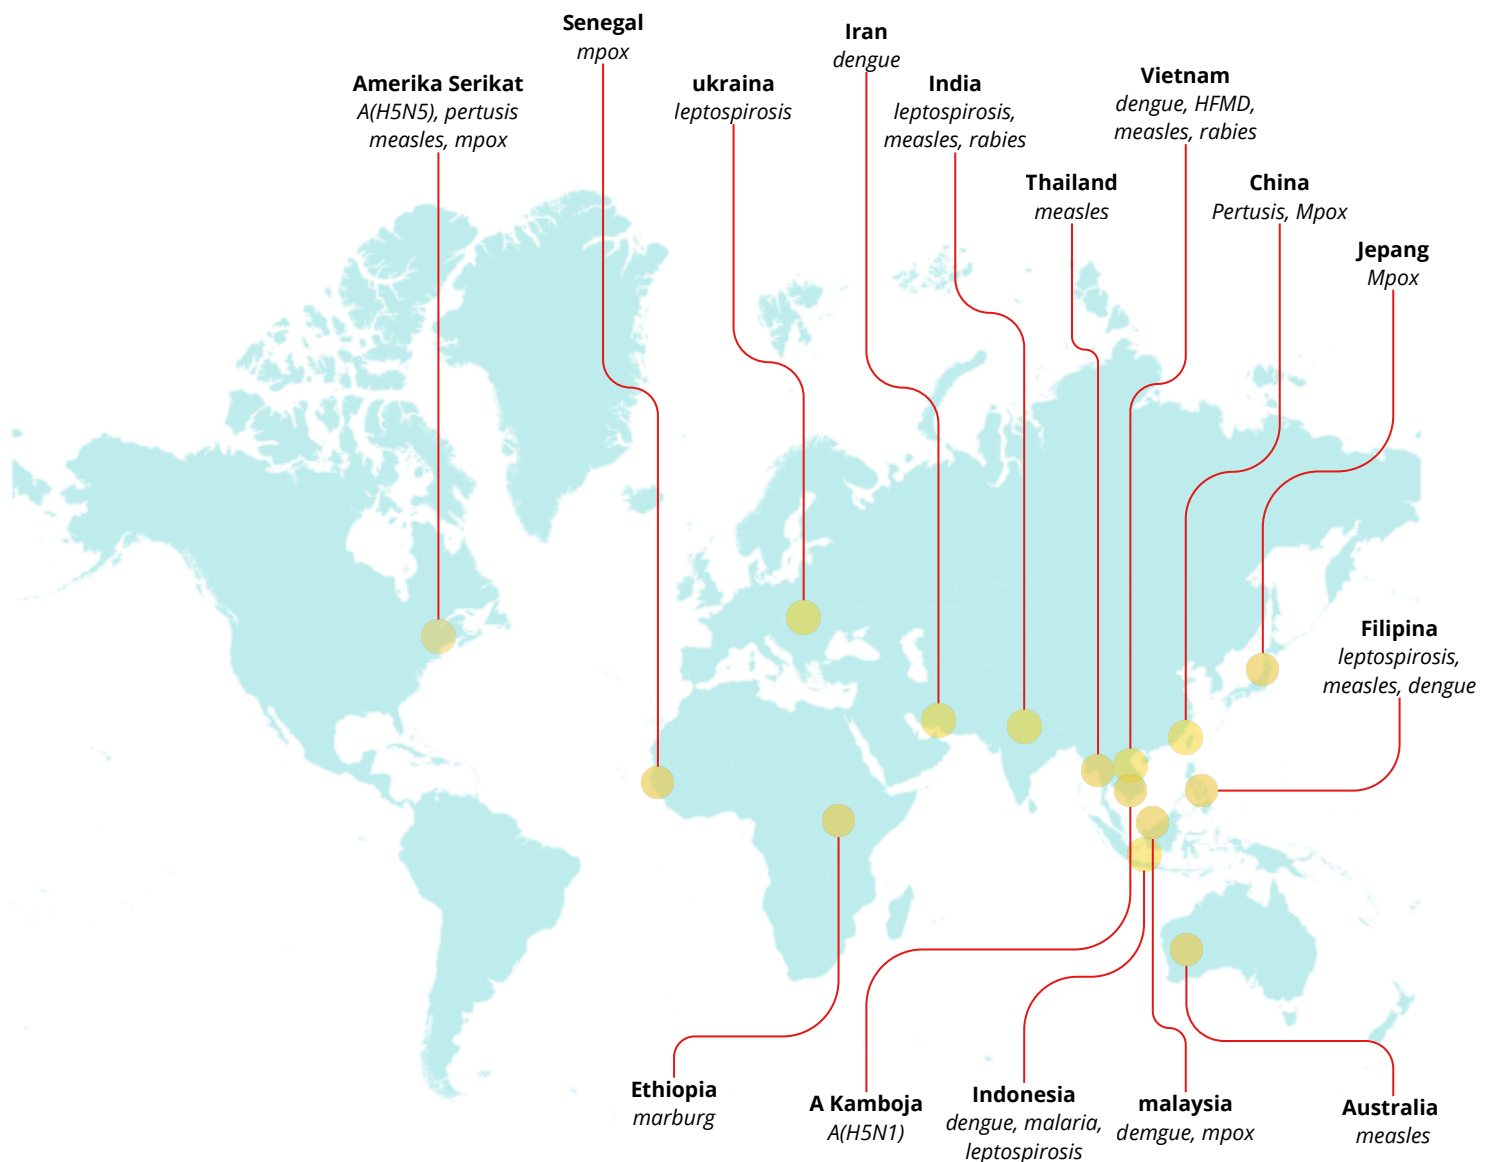 Senegal
mpox
Iran
dengue
Amerika Serikat
A(H5N5), pertusis
measles, mpox
ukraina
leptospirosis
India
leptospirosis,
measles, rabies
Vietnam
dengue, HFMD,
measles, rabies
Thailand
measles
China
Pertusis, Mpox
Jepang
Mpox
Filipina
leptospirosis,
measles, dengue
Ethiopia
marburg
A Kamboja
A(H5N1)
Indonesia
dengue, malaria,
leptospirosis
malaysia
demgue, mpox
Australia
measles